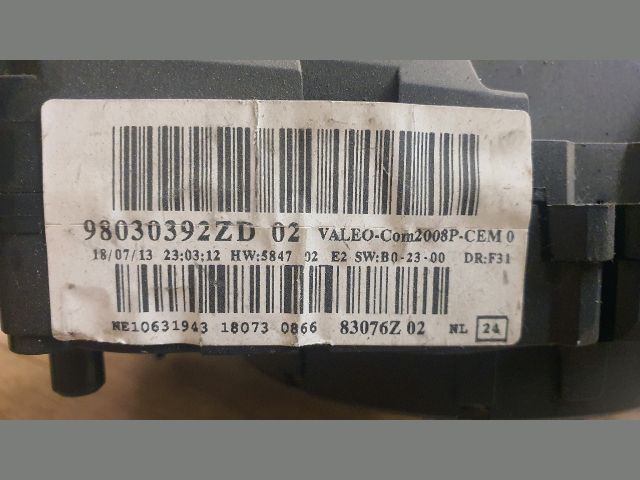 98030392ZD 02 VALEO-Com2008P-CEM 0
18/07/13 23:03:12 HW:5847 02 E2 SW:B0-23-00 DR:F31
NE10631943 18073 0866 83076Z 02 NL 24